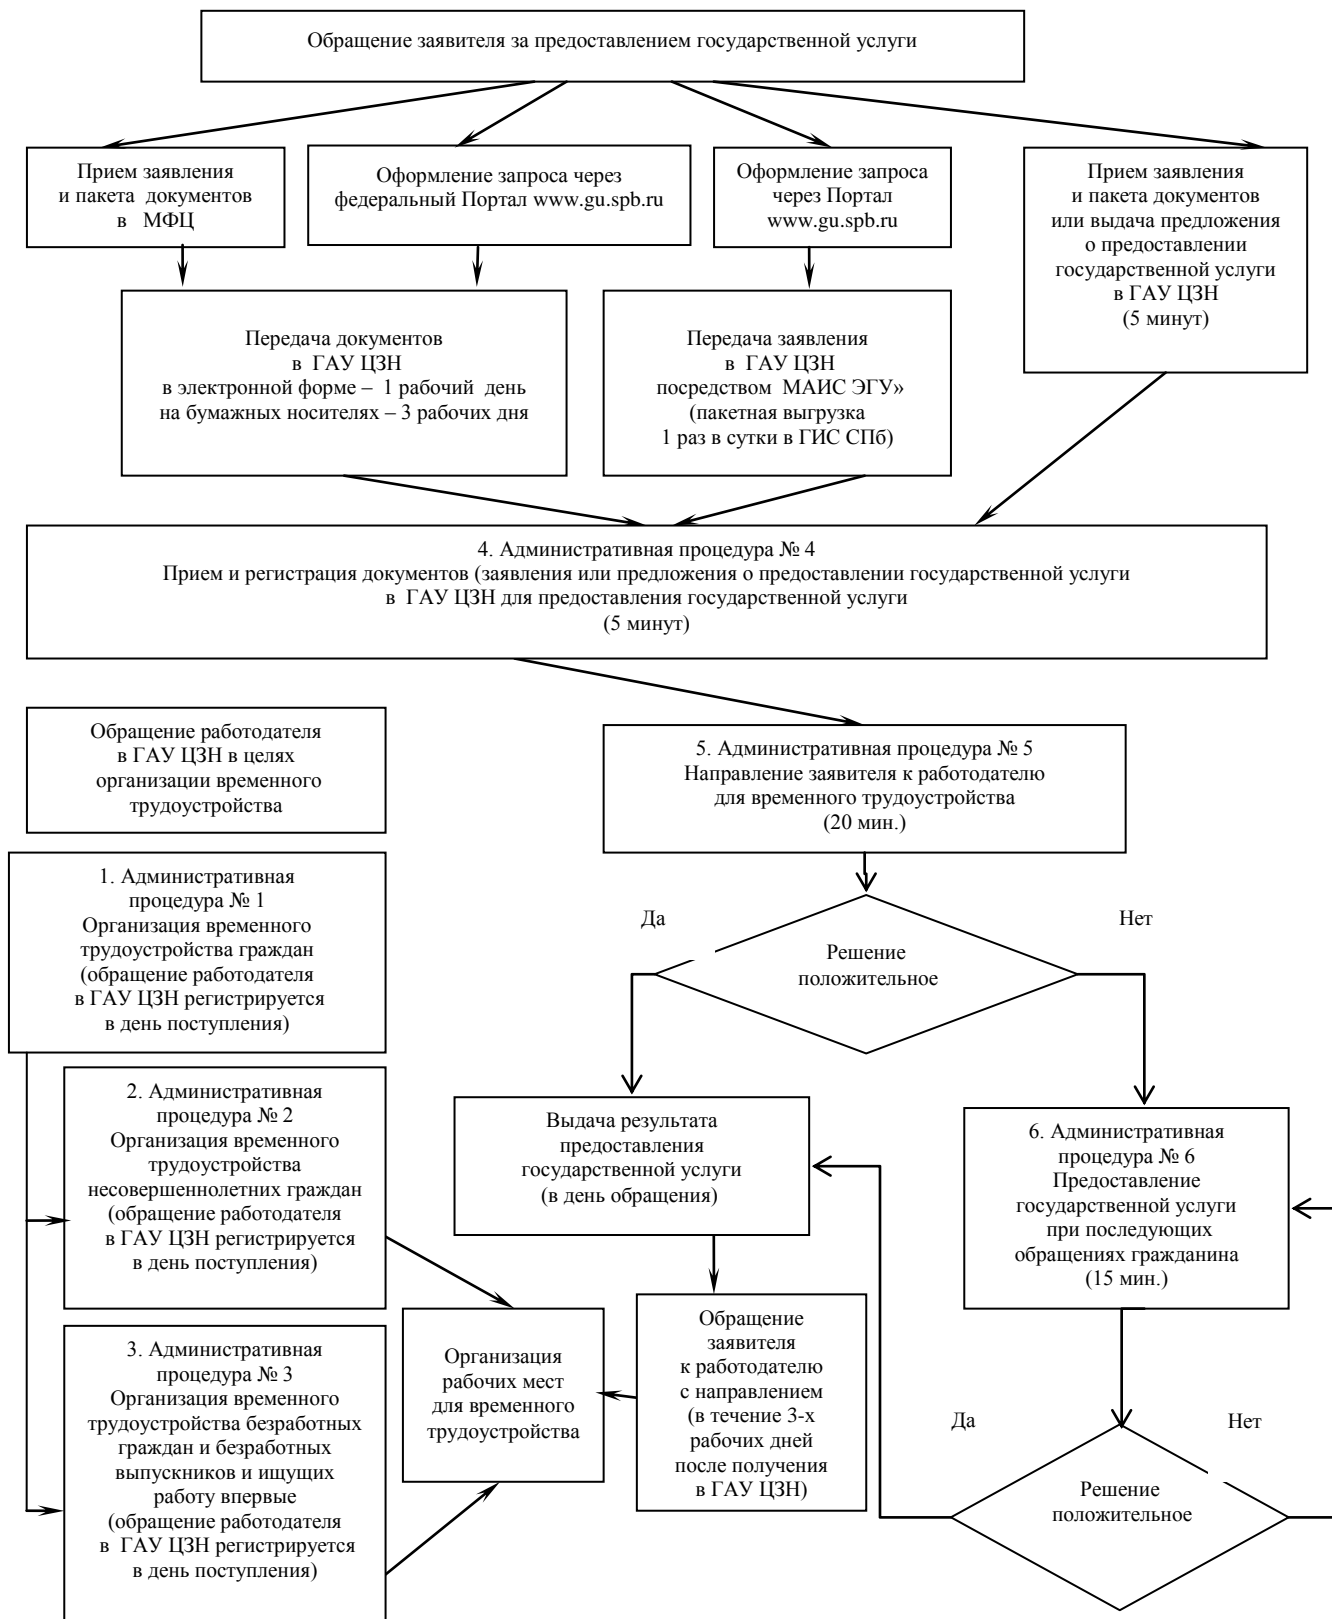 Обращение заявителя за предоставлением государственной услуги
Прием заявления
и пакета документов
в МФЦ
Оформление запроса через
федеральный Портал www.gu.spb.ru
Оформление запроса
через Портал
www.gu.spb.ru
Прием заявления
и пакета документов
или выдача предложения
о предоставлении
государственной услуги
в ГАУ ЦЗН
(5 минут)
Передача документов
в ГАУ ЦЗН
в электронной форме – 1 рабочий день
на бумажных носителях – 3 рабочих дня
Передача заявления
в ГАУ ЦЗН
посредством МАИС ЭГУ»
(пакетная выгрузка
1 раз в сутки в ГИС СПб)
4. Административная процедура № 4
Прием и регистрация документов (заявления или предложения о предоставлении государственной услуги
в ГАУ ЦЗН для предоставления государственной услуги
(5 минут)
Обращение работодателя
в ГАУ ЦЗН в целях
организации временного
трудоустройства
5. Административная процедура № 5
Направление заявителя к работодателю
для временного трудоустройства
(20 мин.)
1. Административная
процедура № 1
Организация временного
трудоустройства граждан
(обращение работодателя
в ГАУ ЦЗН регистрируется
в день поступления)
Да
Нет
Решение
положительное
2. Административная
процедура № 2
Организация временного
трудоустройства
несовершеннолетних граждан
(обращение работодателя
в ГАУ ЦЗН регистрируется
в день поступления)
Выдача результата
предоставления
государственной услуги
(в день обращения)
6. Административная
процедура № 6
Предоставление
государственной услуги
при последующих
обращениях гражданина
(15 мин.)
3. Административная
процедура № 3
Организация временного
трудоустройства безработных
граждан и безработных
выпускников и ищущих
работу впервые
(обращение работодателя
в ГАУ ЦЗН регистрируется
в день поступления)
Организация
рабочих мест
для временного
трудоустройства
Обращение
заявителя
к работодателю
с направлением
(в течение 3-х
рабочих дней
после получения
в ГАУ ЦЗН)
Да
Нет
Решение
положительное